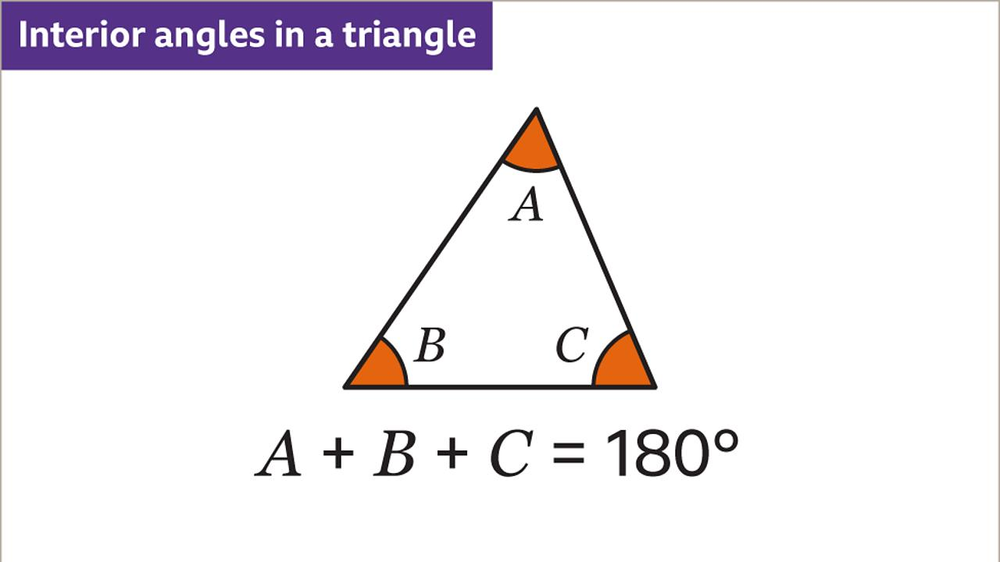 Interior angles in a triangle
A
B C
A + B + C = 180°